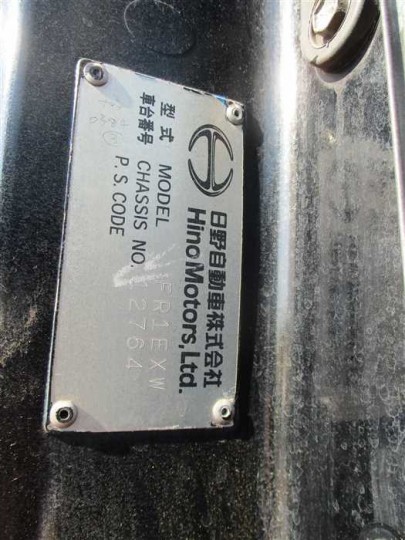 日野自動車株式会社
Hino Motors, Ltd.
型式 MODEL FR1EXW
車台番号 CHASSIS NO. 2764
P.S. CODE